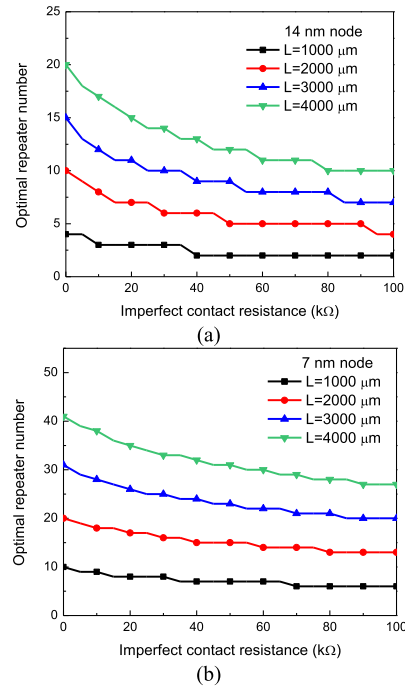 14 nm node
L=1000 μm
L=2000 μm
L=3000 μm
L=4000 μm
25
20
15
10
5
0
Optimal repeater number
0 20 40 60 80 100
Imperfect contact resistance (kΩ)
(a)
7 nm node
L=1000 μm
L=2000 μm
L=3000 μm
L=4000 μm
50
40
30
20
10
0
Optimal repeater number
0 20 40 60 80 100
Imperfect contact resistance (kΩ)
(b)